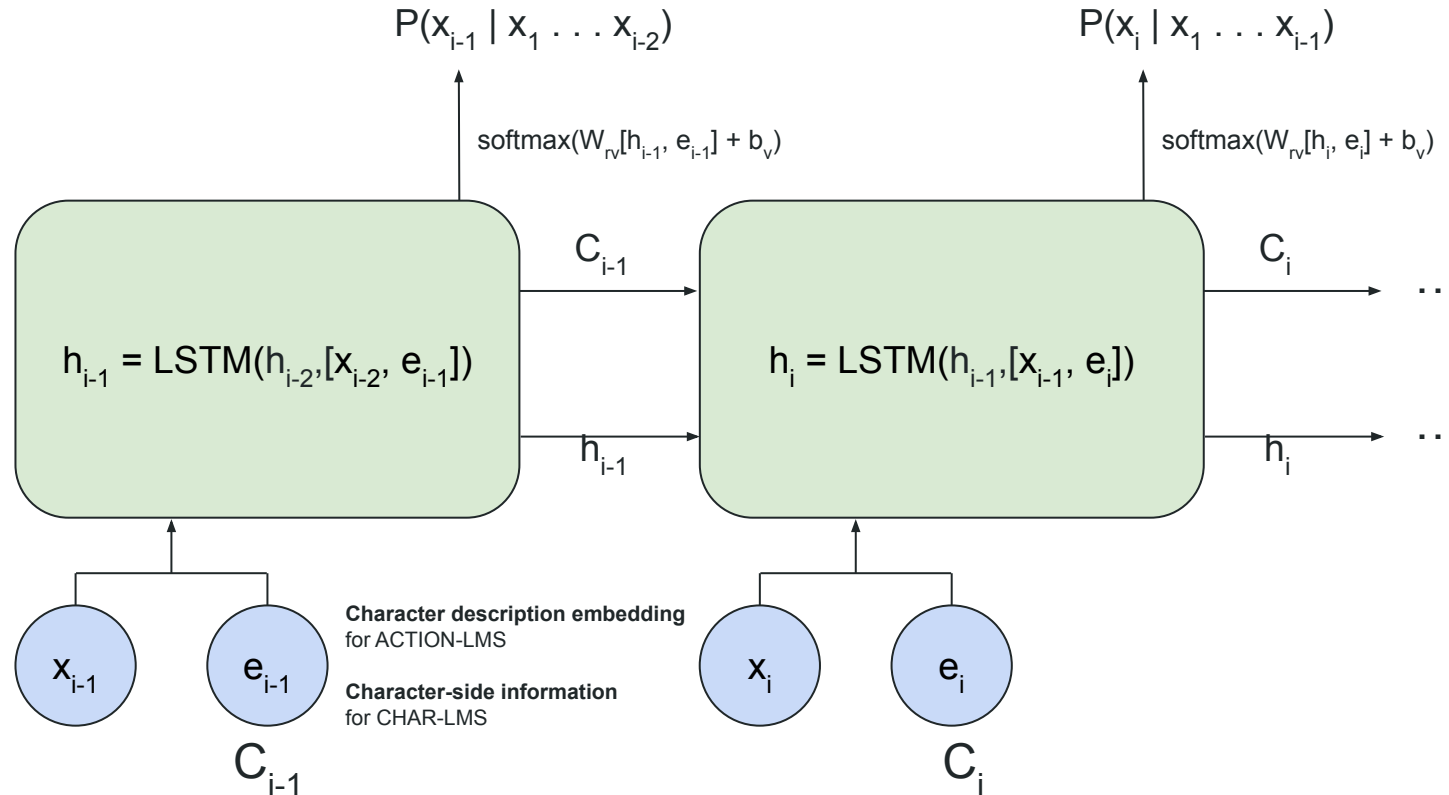 P(x_{i-1} | x_1 . . . x_{i-2})
P(x_i | x_1 . . . x_{i-1})
softmax(W_{rv}[h_{i-1}, e_{i-1}] + b_v)
softmax(W_{rv}[h_i, e_i] + b_v)
C_{i-1}
C_i
. .
h_{i-1} = LSTM(h_{i-2},[x_{i-2}, e_{i-1}])
h_i = LSTM(h_{i-1},[x_{i-1}, e_i])
h_{i-1}
h_i
. .
x_{i-1}
e_{i-1}
Character description embedding
for ACTION-LMS
Character-side information
for CHAR-LMS
x_i
e_i
C_{i-1}
C_i